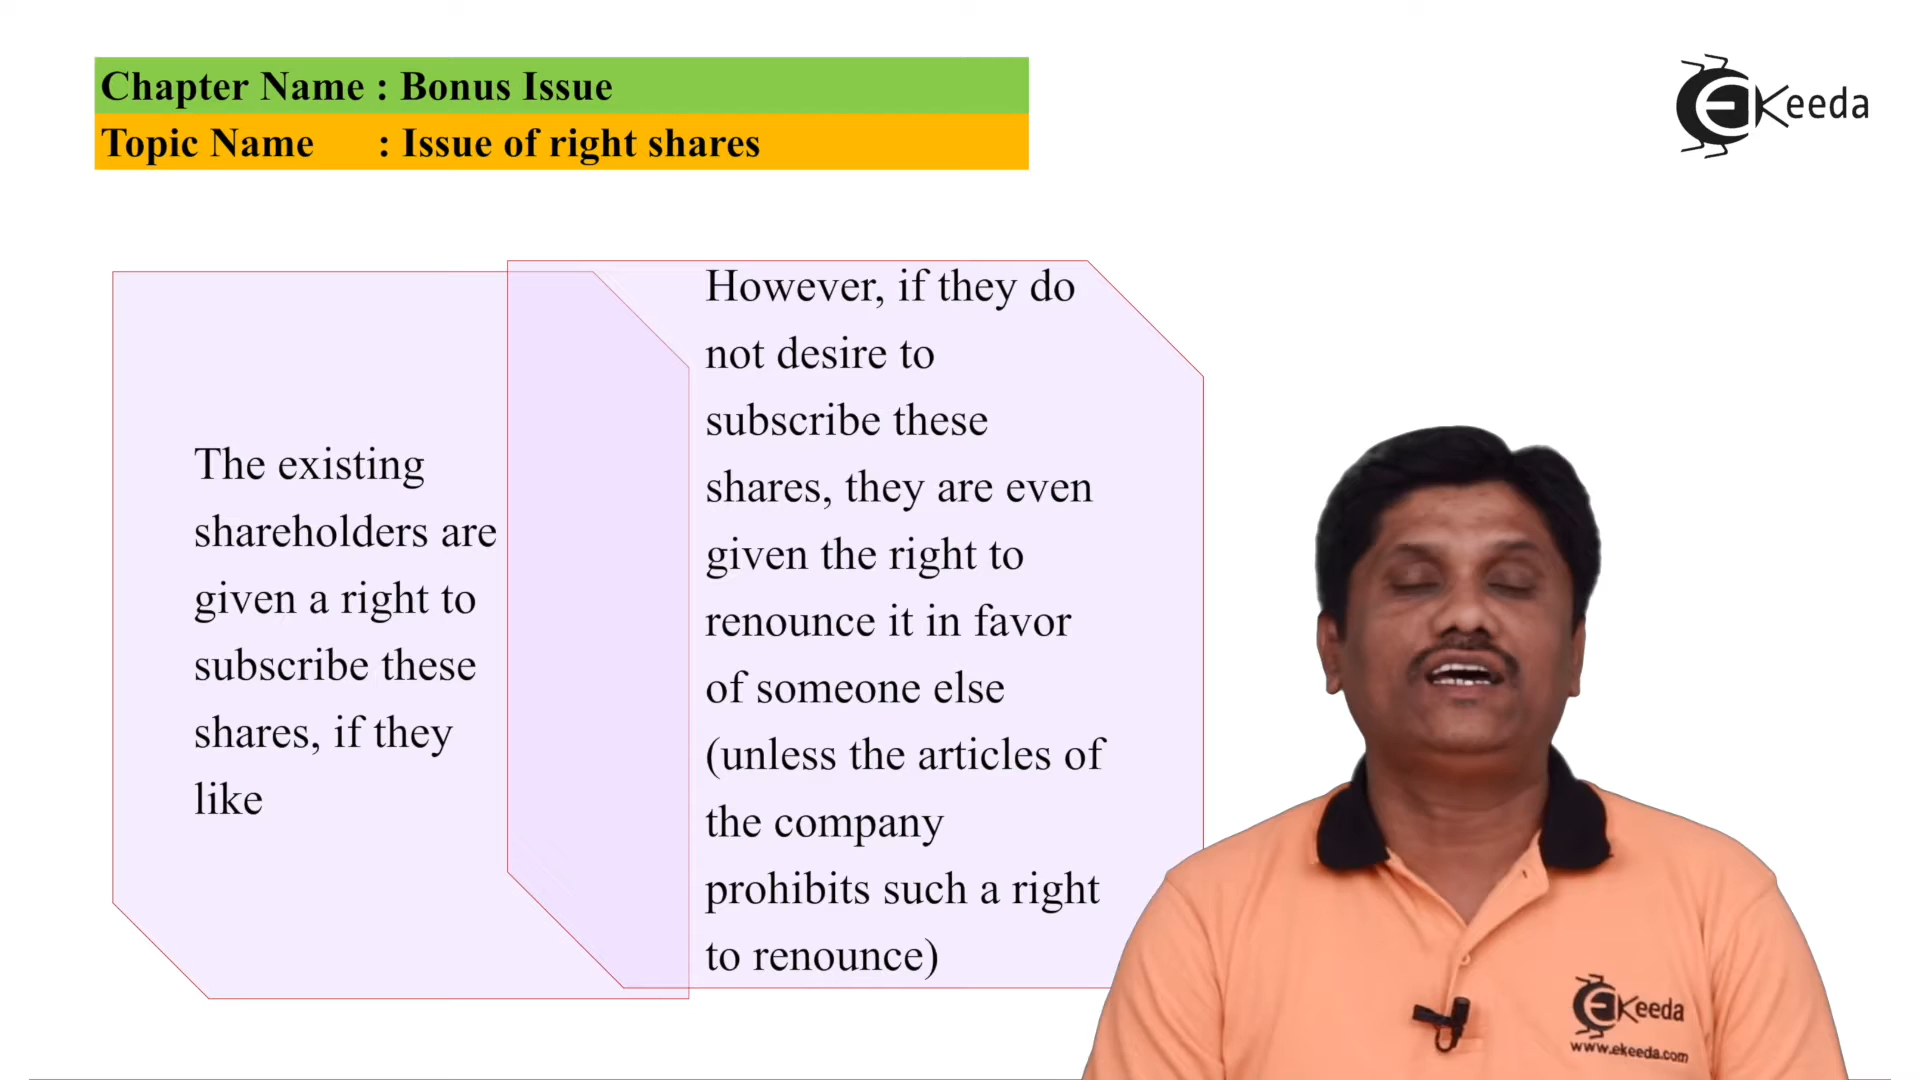 Chapter Name : Bonus Issue
Topic Name : Issue of right shares
EKeeda
The existing
shareholders are
given a right to
subscribe these
shares, if they
like
However, if they do
not desire to
subscribe these
shares, they are even
given the right to
renounce it in favor
of someone else
(unless the articles of
the company
prohibits such a right
to renounce)
EKeeda
www.ekeeda.com